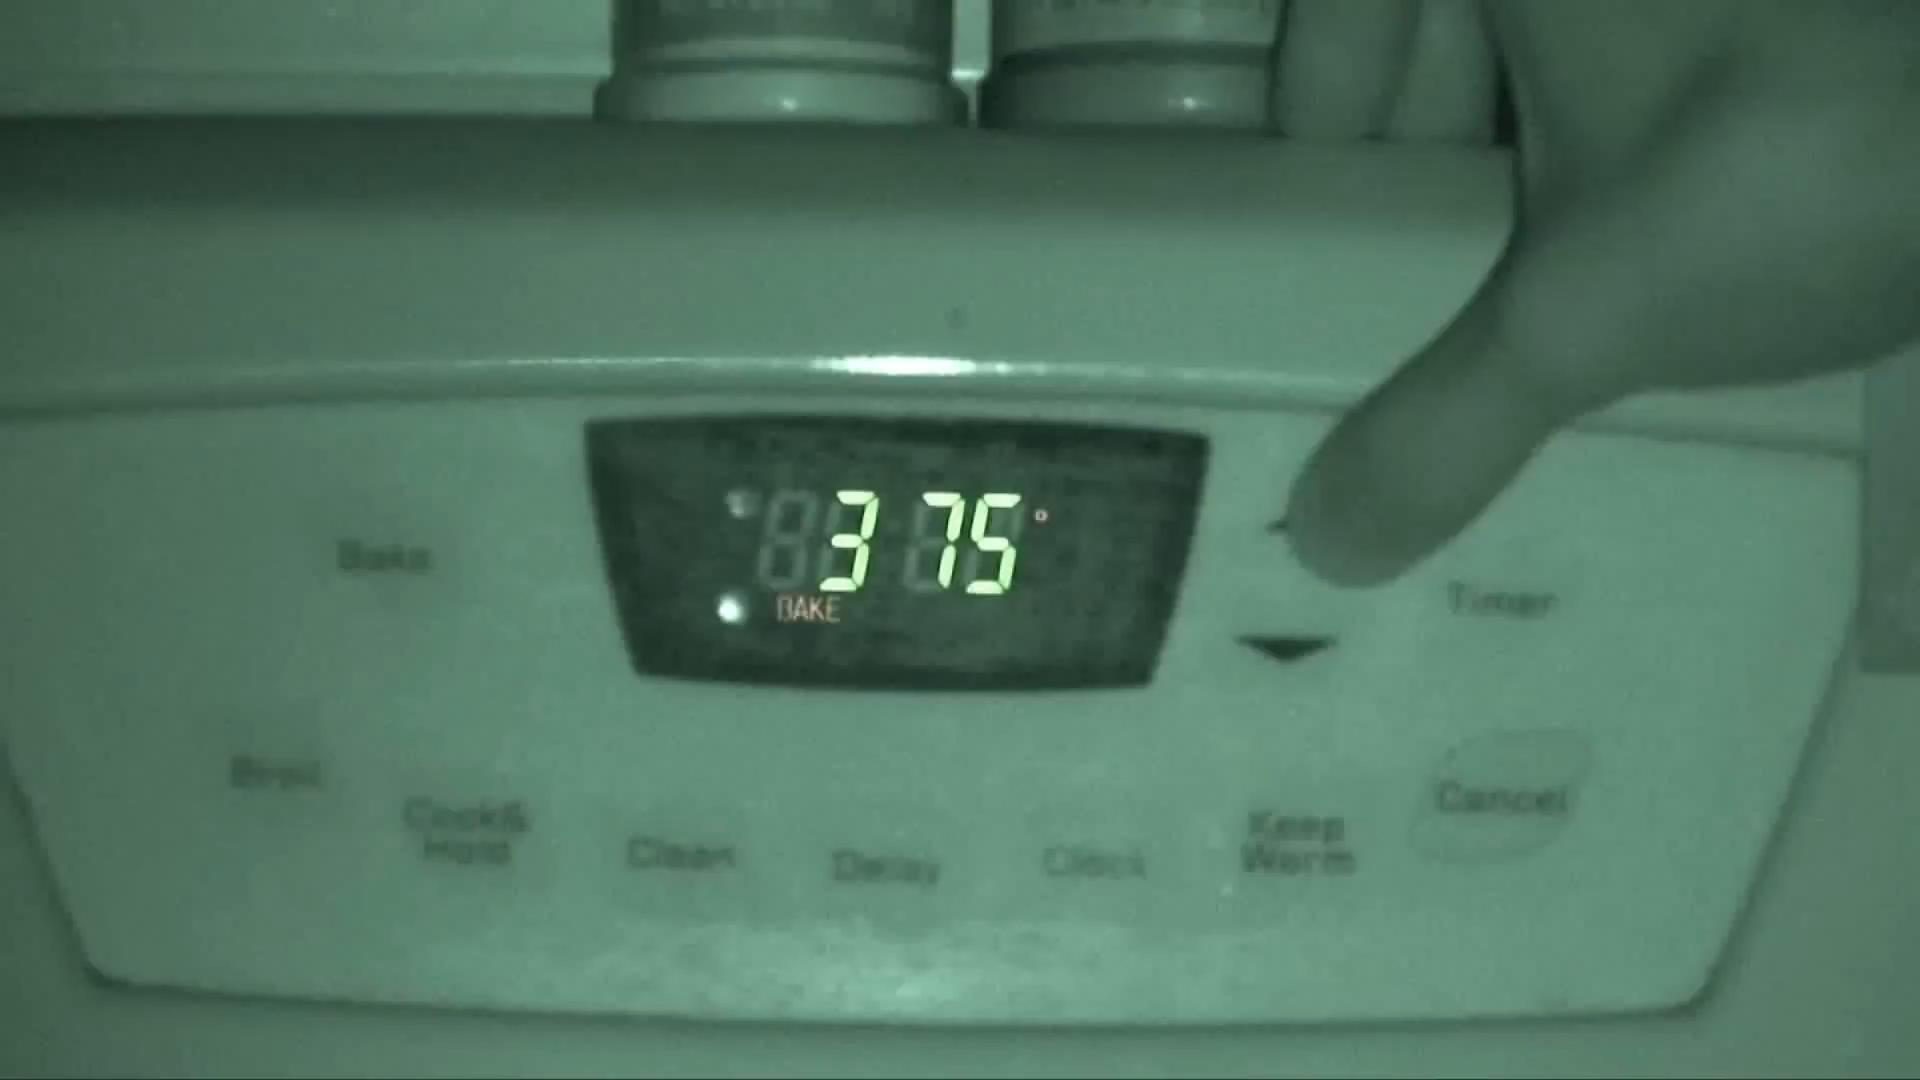 375°
BAKE
Bake
Timer
Broil
Cook&
Hold
Clean
Delay
Clock
Keep
Warm
Cancel